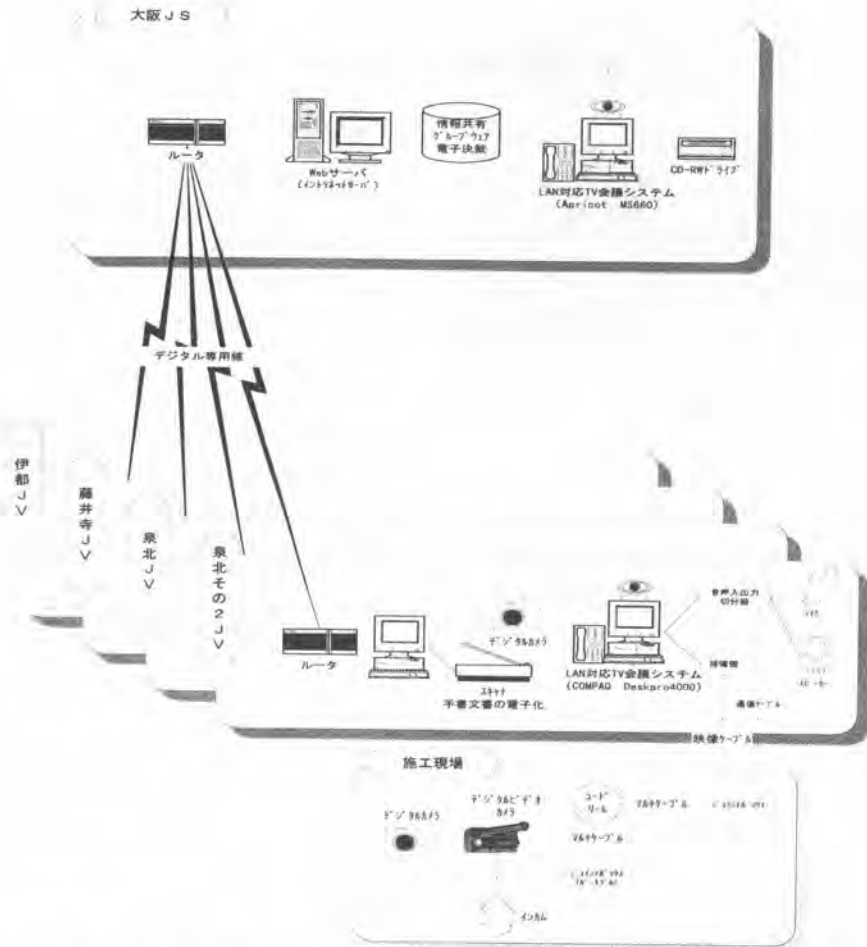 大阪JS
ルータ
Webサーバ
(イントラネットサーバ)
情報共有
グループウェア
電子決裁
LAN対応TV会議システム
(Apricot MS660)
CD-RWドライブ
デジタル専用線
伊都JV
藤井寺JV
泉北JV
泉北その2JV
ルータ
スキャナ
手書文書の電子化
デジタルカメラ
LAN対応TV会議システム
(COMPAQ Deskpro4000)
音声入出力
切分器
通信ケーブル
映像ケーブル
施工現場
デジタルカメラ
デジタルビデオ
カメラ
コード
リール
マルチケーブル
マルチケーブル
インカム